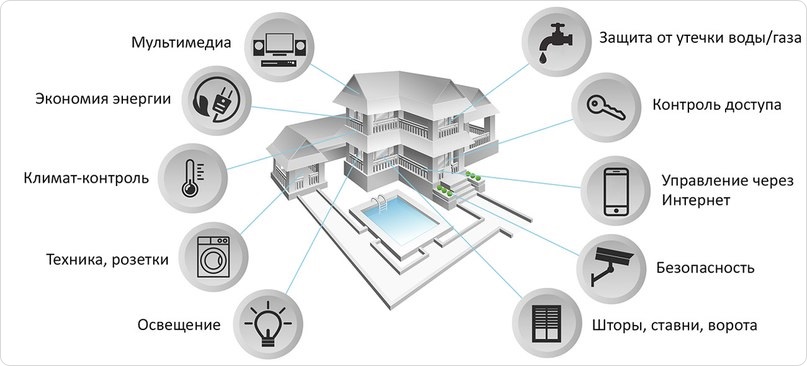 Мультимедиа
Экономия энергии
Климат-контроль
Техника, розетки
Освещение
Защита от утечки воды/газа
Контроль доступа
Управление через
Интернет
Безопасность
Шторы, ставни, ворота